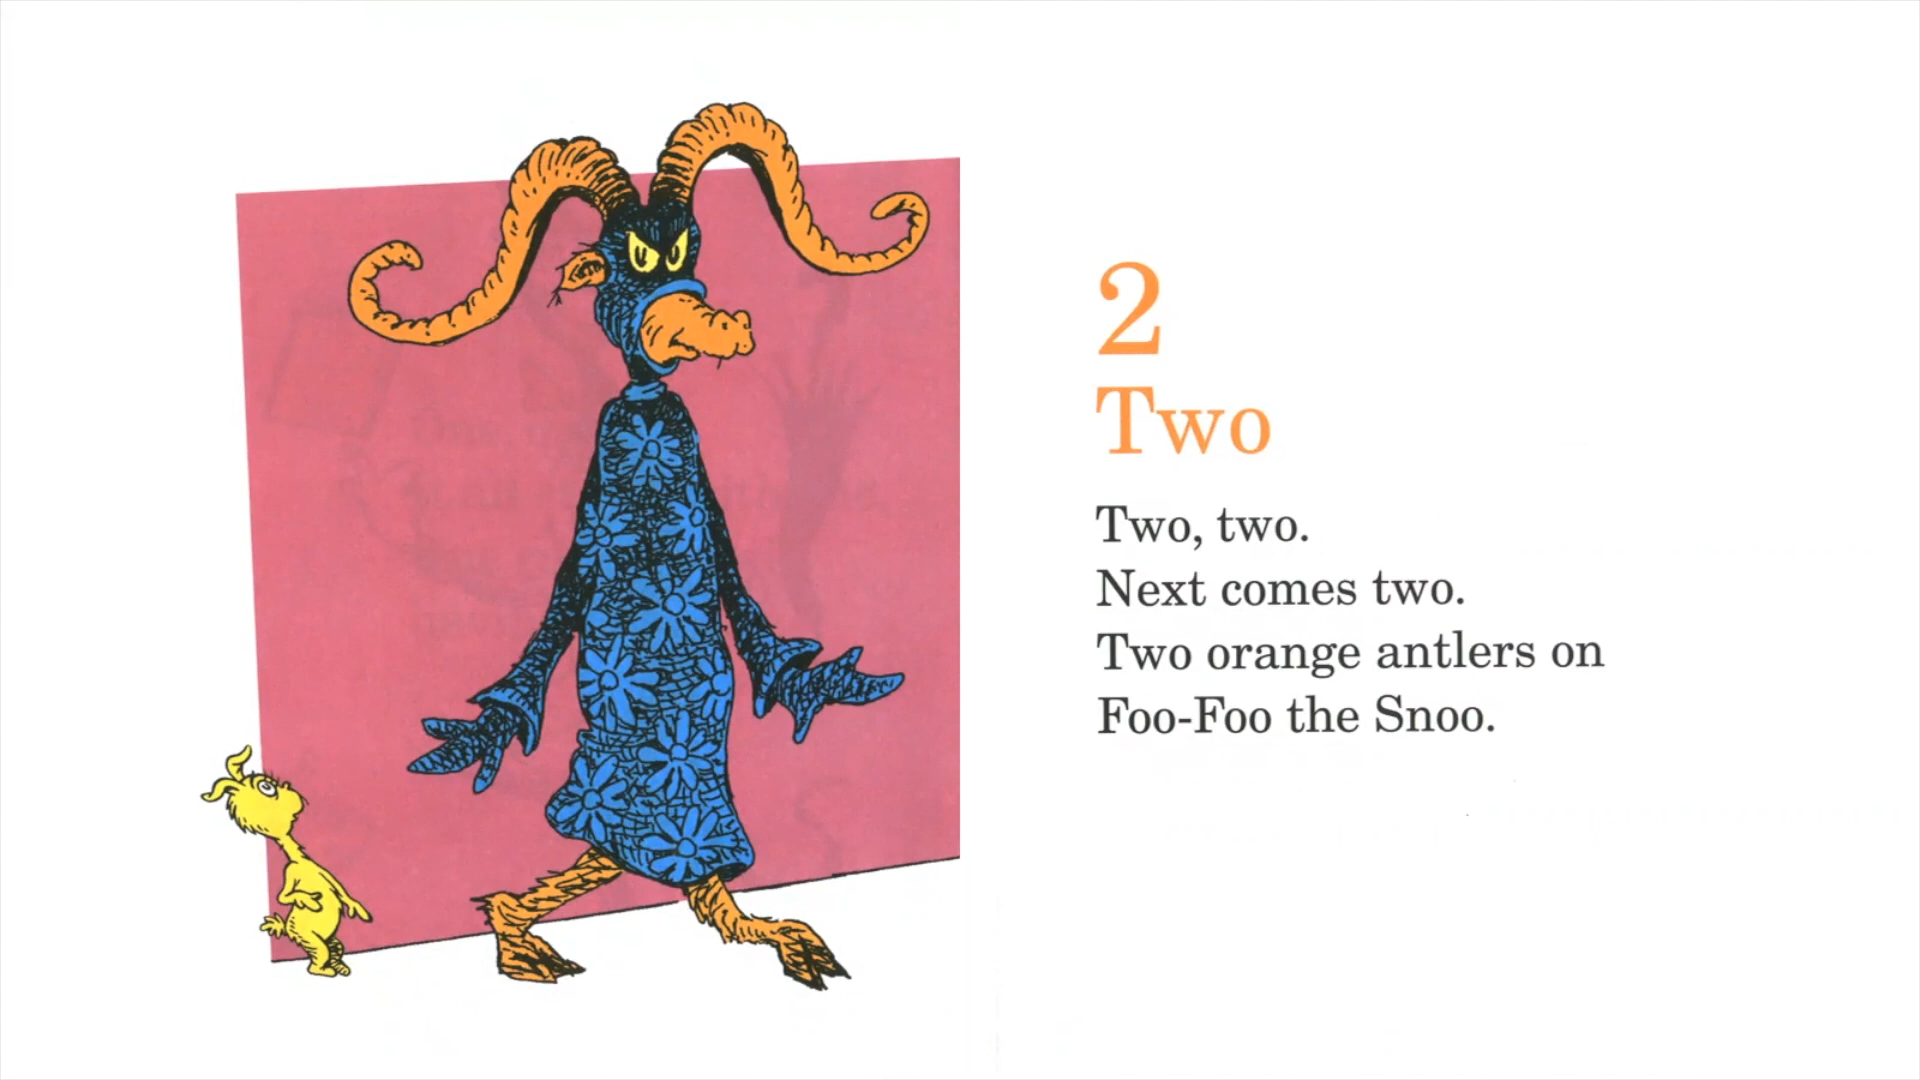 2
Two
Two, two.
Next comes two.
Two orange antlers on
Foo-Foo the Snoo.